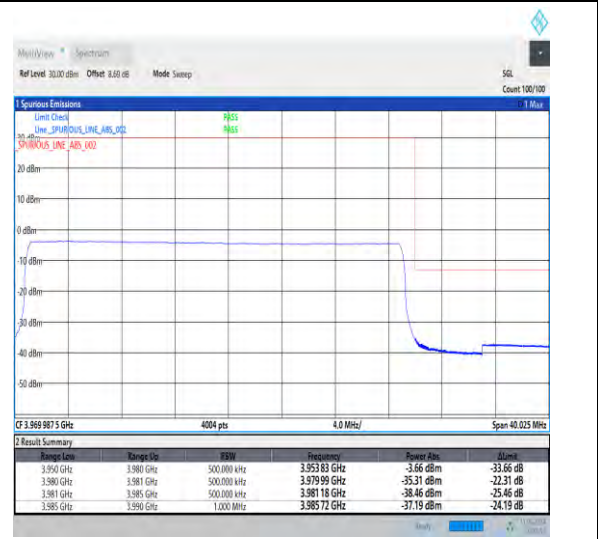 MultiView Spectrum
Ref Level 30.00 dBm Offset 8.60 dB Mode Sweep SGL
Count 100/100
1 Spurious Emissions 1 Max
Limit Check PASS
Line _SPURIOUS_LINE_ABS_002 PASS
30 dBm
_SPURIOUS_LINE_ABS_002
20 dBm
10 dBm
0 dBm
-10 dBm
-20 dBm
-30 dBm
-40 dBm
-50 dBm
CF 3.969 987 5 GHz 4004 pts 4.0 MHz/ Span 40.025 MHz
2 Result Summary
Range Low Range Up RBW Frequency Power Abs ΔLimit
3.950 GHz 3.980 GHz 500.000 kHz 3.953 83 GHz -3.66 dBm -33.66 dB
3.980 GHz 3.981 GHz 500.000 kHz 3.979 99 GHz -35.31 dBm -22.31 dB
3.981 GHz 3.985 GHz 500.000 kHz 3.981 18 GHz -38.46 dBm -25.46 dB
3.985 GHz 3.990 GHz 1.000 MHz 3.985 72 GHz -37.19 dBm -24.19 dB
Ready